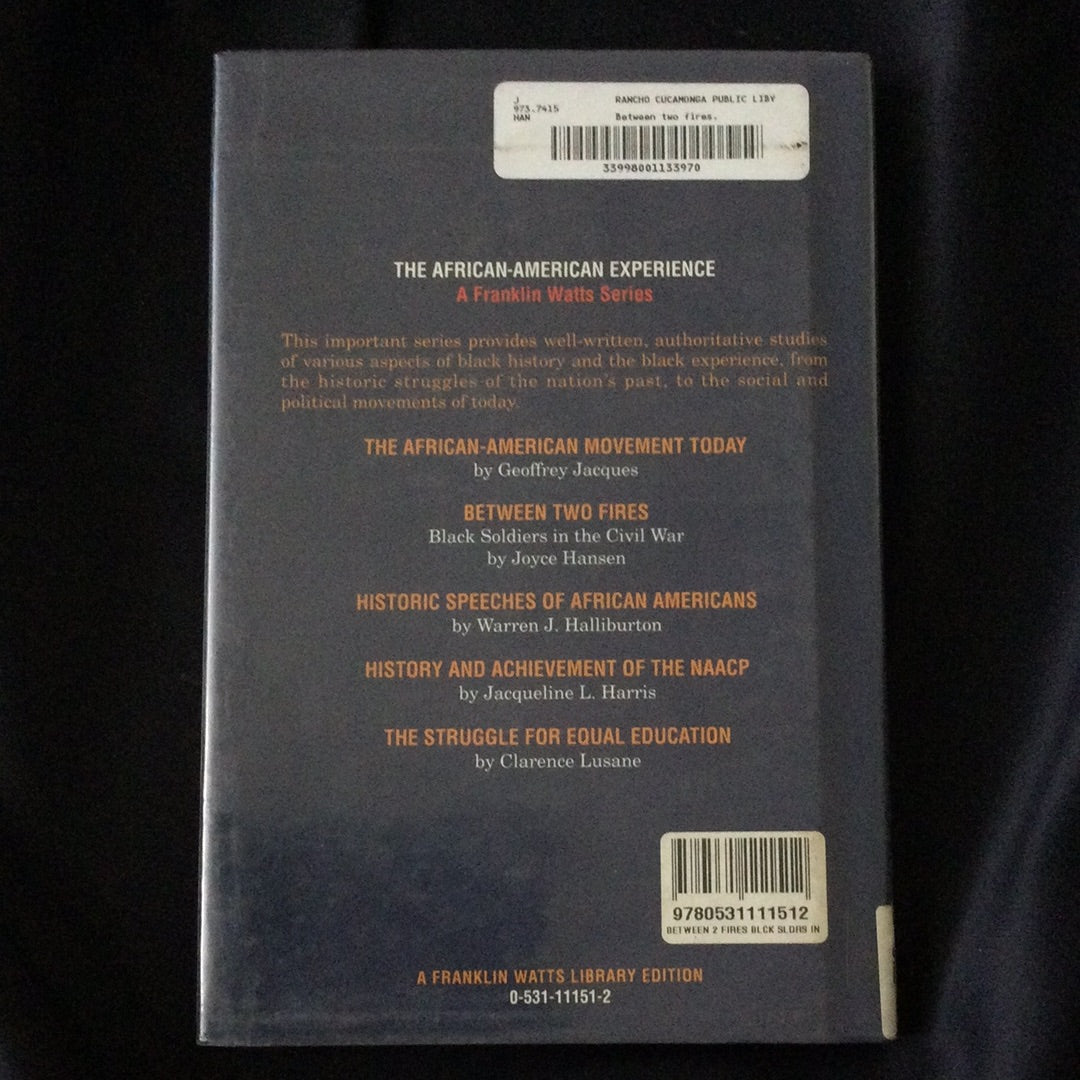 J
973.7415
HAN
RANCHO CUCAMONGA PUBLIC LIBY
Between two fires.
33998001133970
THE AFRICAN-AMERICAN EXPERIENCE
A Franklin Watts Series
This important series provides well-written, authoritative studies
of various aspects of black history and the black experience, from
the historic struggles of the nation's past, to the social and
political movements of today.
THE AFRICAN-AMERICAN MOVEMENT TODAY
by Geoffrey Jacques
BETWEEN TWO FIRES
Black Soldiers in the Civil War
by Joyce Hansen
HISTORIC SPEECHES OF AFRICAN AMERICANS
by Warren J. Halliburton
HISTORY AND ACHIEVEMENT OF THE NAACP
by Jacqueline L. Harris
THE STRUGGLE FOR EQUAL EDUCATION
by Clarence Lusane
9780531111512
BETWEEN 2 FIRES BLCK SLDRS IN
A FRANKLIN WATTS LIBRARY EDITION
0-531-11151-2